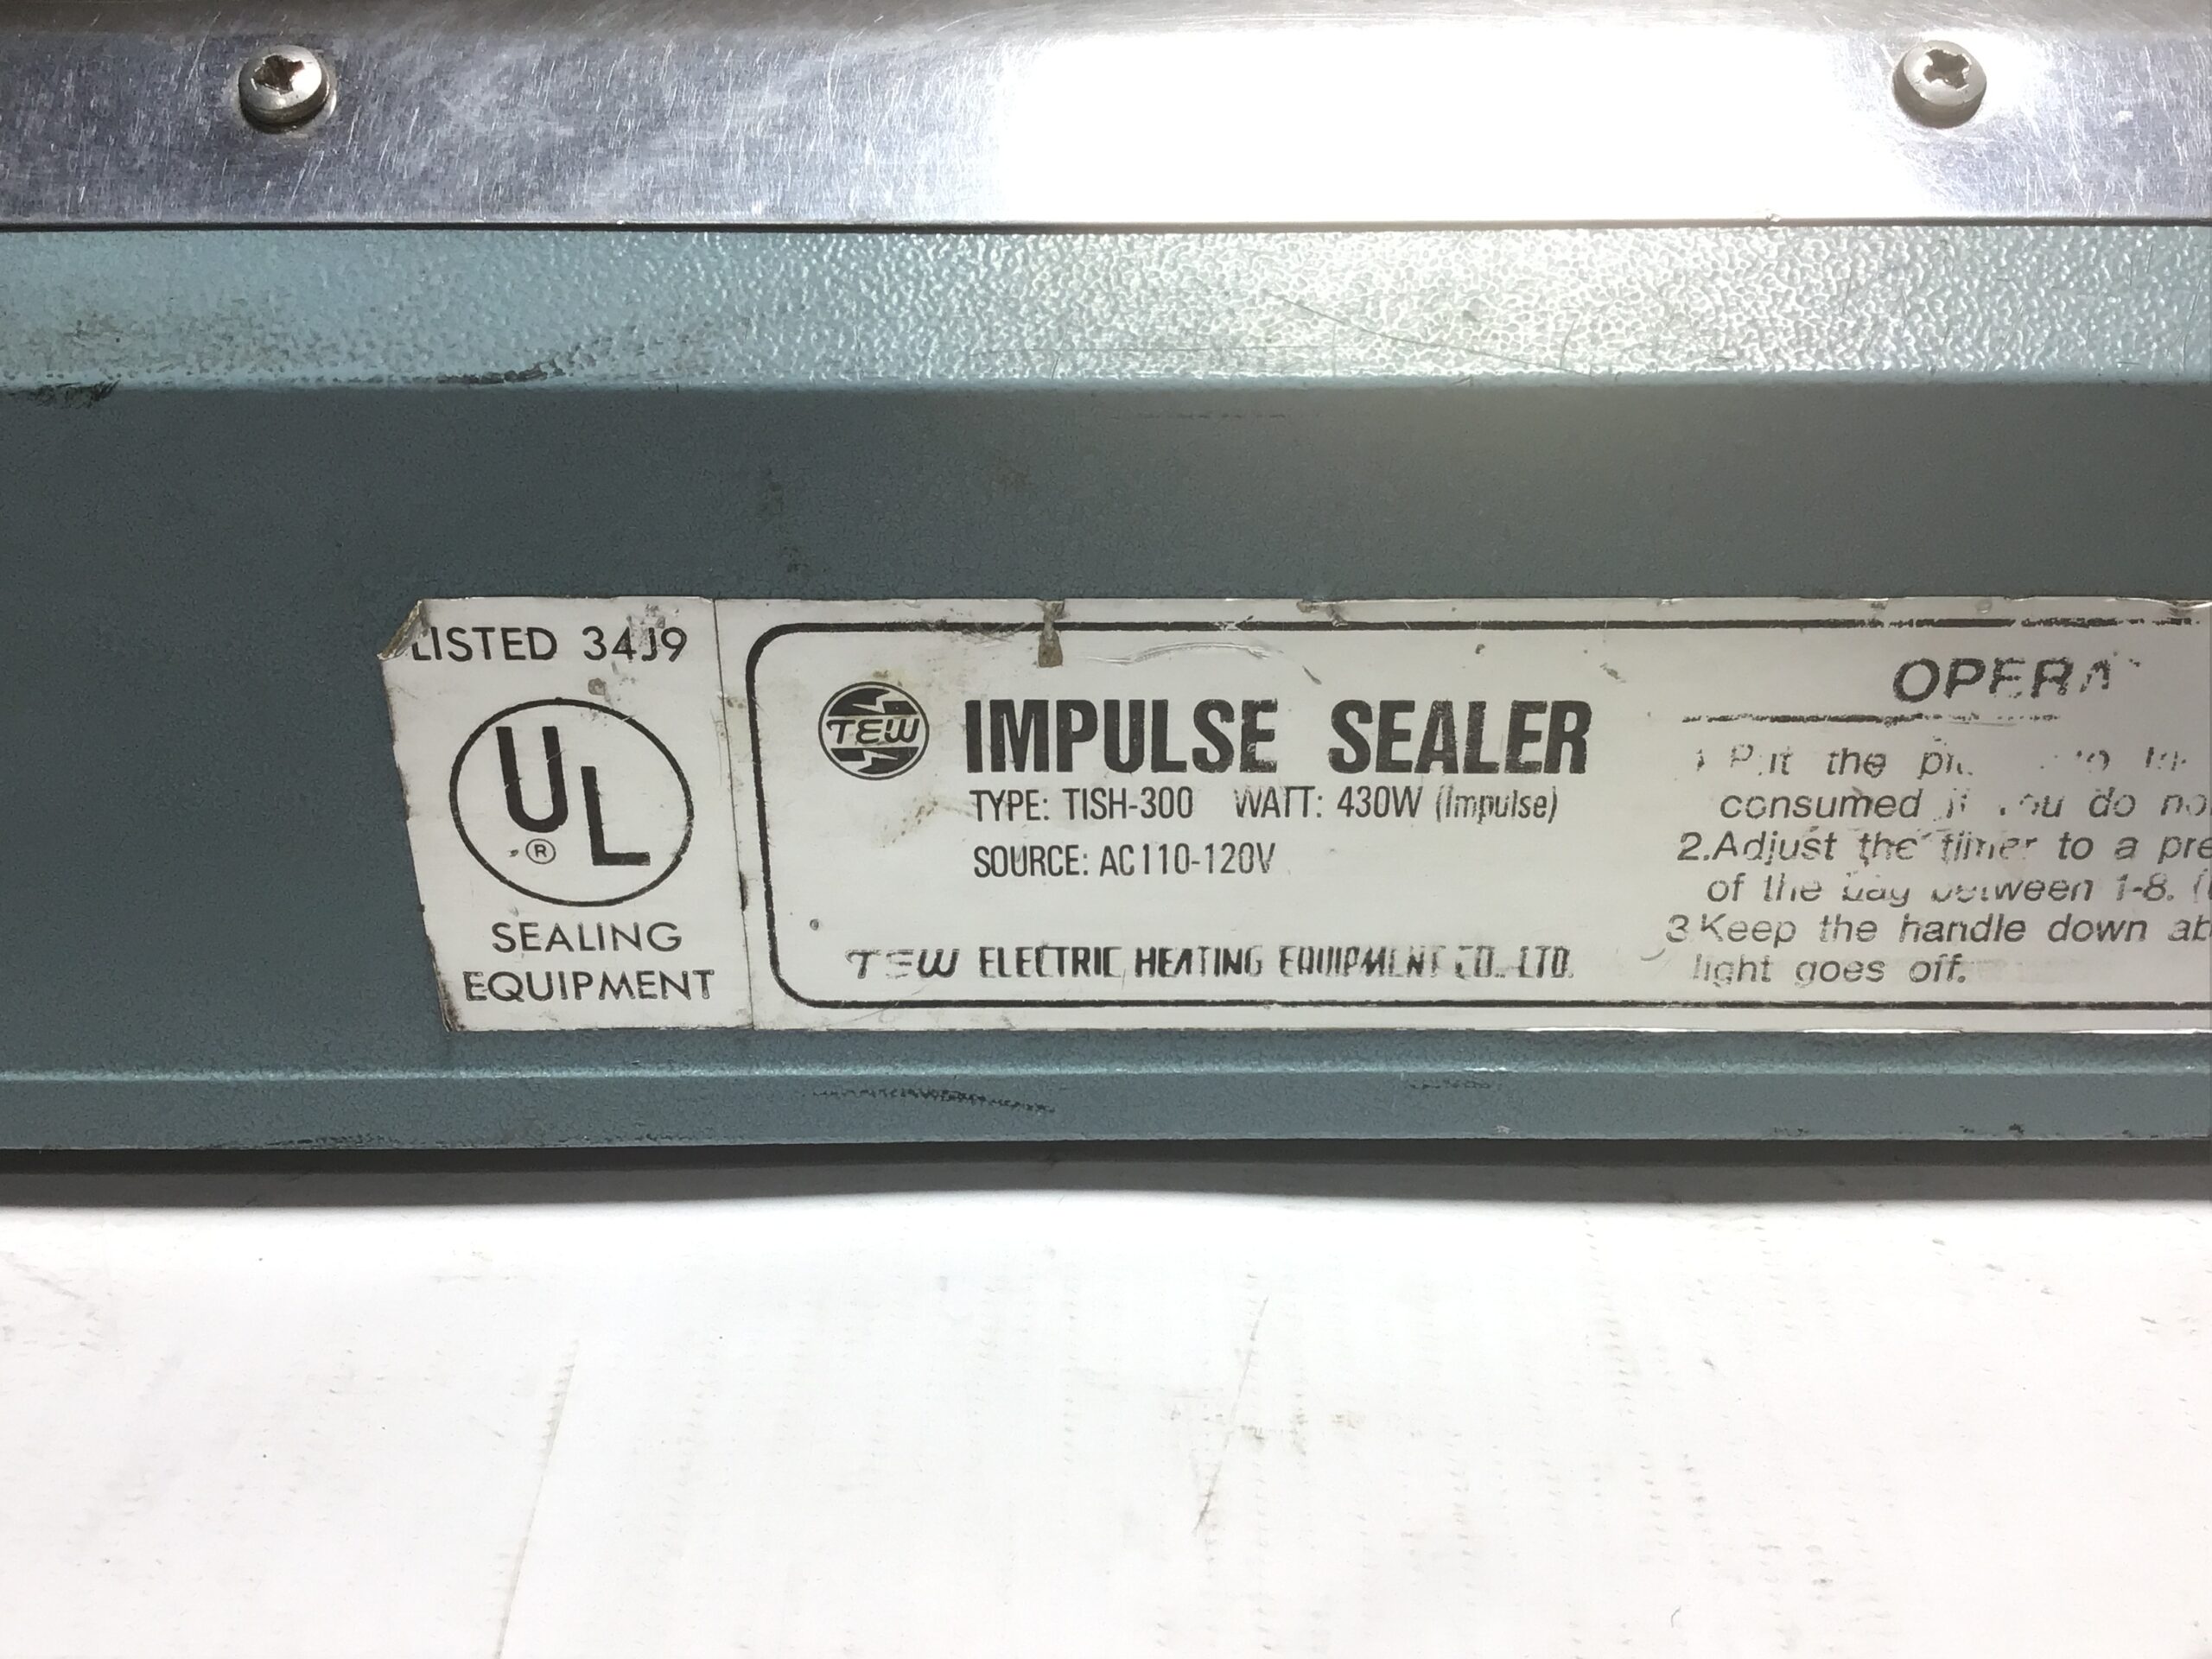 LISTED 34J9
UL
®
SEALING
EQUIPMENT
TEW
IMPULSE SEALER
TYPE: TISH-300 WATT: 430W (Impulse)
SOURCE: AC110-120V
TEW ELECTRIC HEATING EQUIPMENT CO., LTD.
the
consumed do
2.Adjust the timer to a
of the bag between 1-8.
3 Keep the handle down
light goes off.